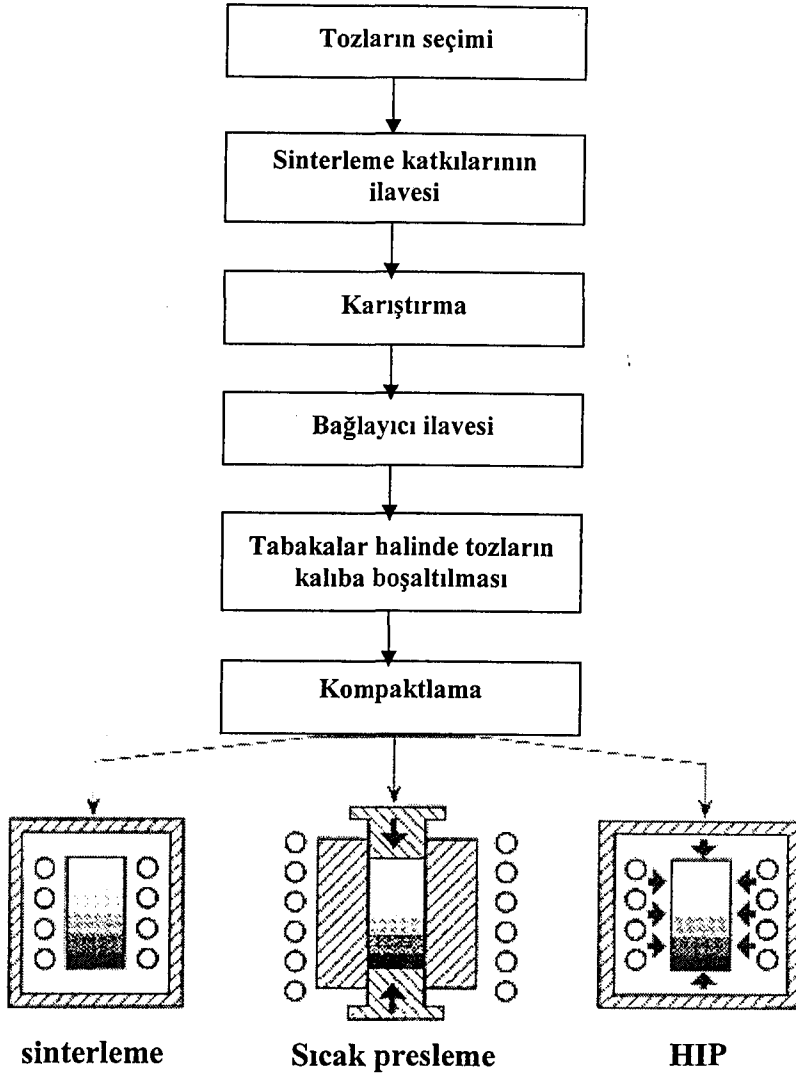 Tozların seçimi
Sinterleme katkılarının
ilavesi
Karıştırma
Bağlayıcı ilavesi
Tabakalar halinde tozların
kalıba boşaltılması
Kompaktlama
sinterleme
Sıcak presleme
HIP